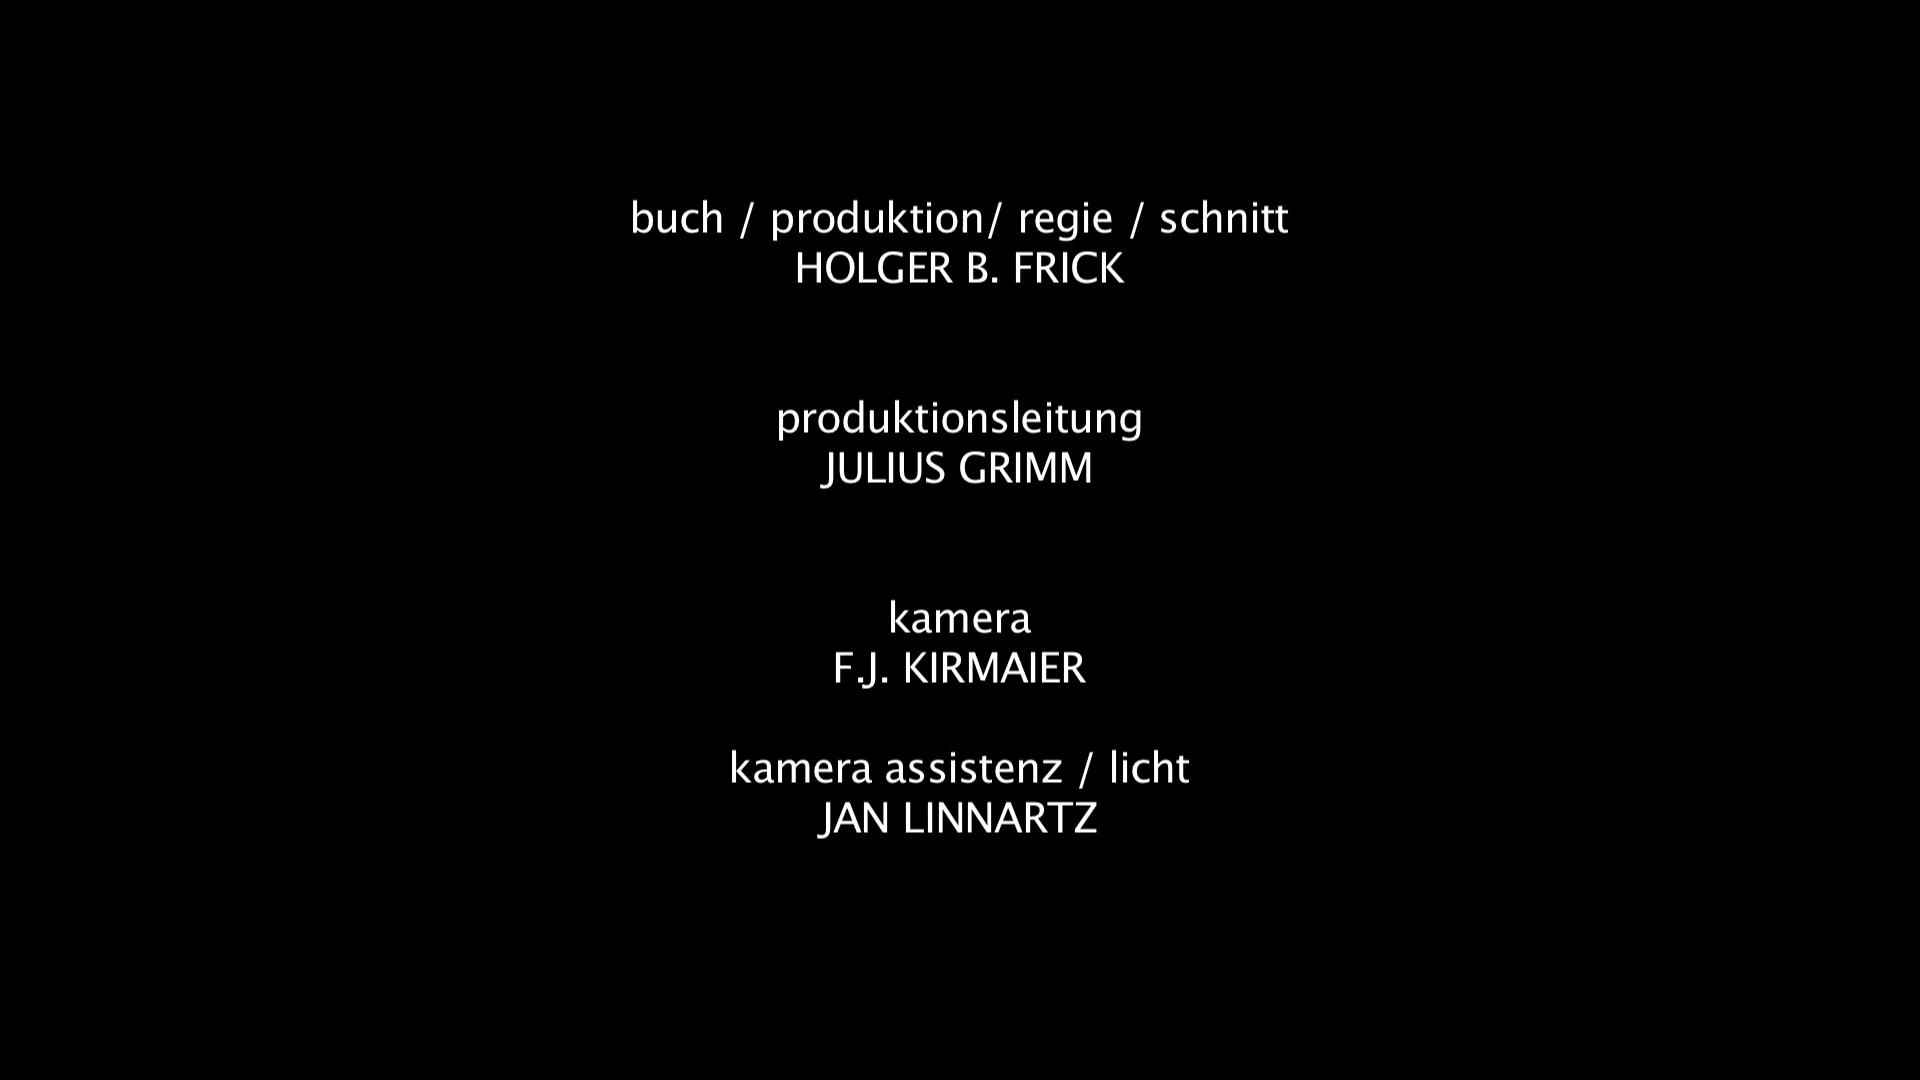 buch / produktion/ regie / schnitt
HOLGER B. FRICK
produktionsleitung
JULIUS GRIMM
kamera
F.J. KIRMAIER
kamera assistenz / licht
JAN LINNARTZ